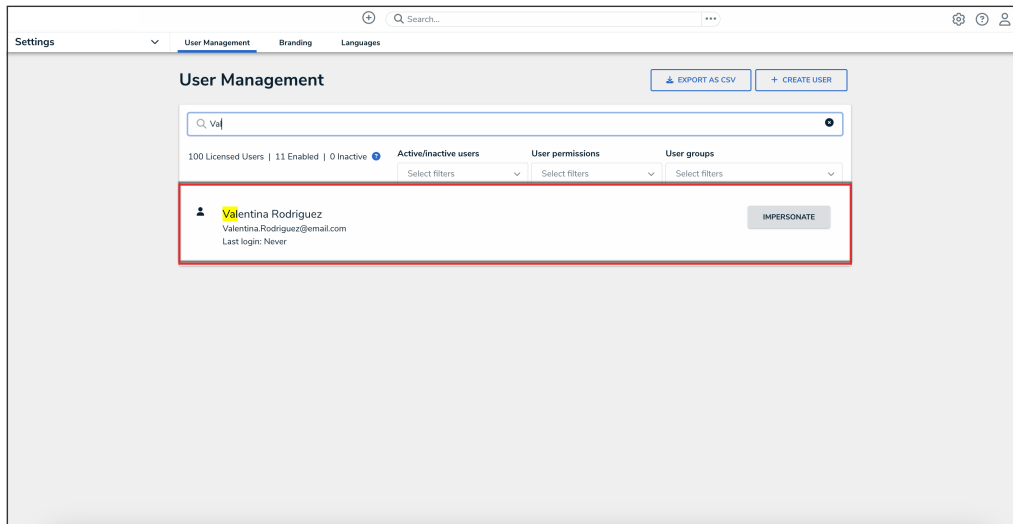 Search...
Settings
User Management Branding Languages
User Management
EXPORT AS CSV
+ CREATE USER
Val
100 Licensed Users | 11 Enabled | 0 Inactive ?
Active/inactive users User permissions User groups
Select filters Select filters Select filters
Valentina Rodriguez
IMPERSONATE
Valentina.Rodriguez@email.com
Last login: Never